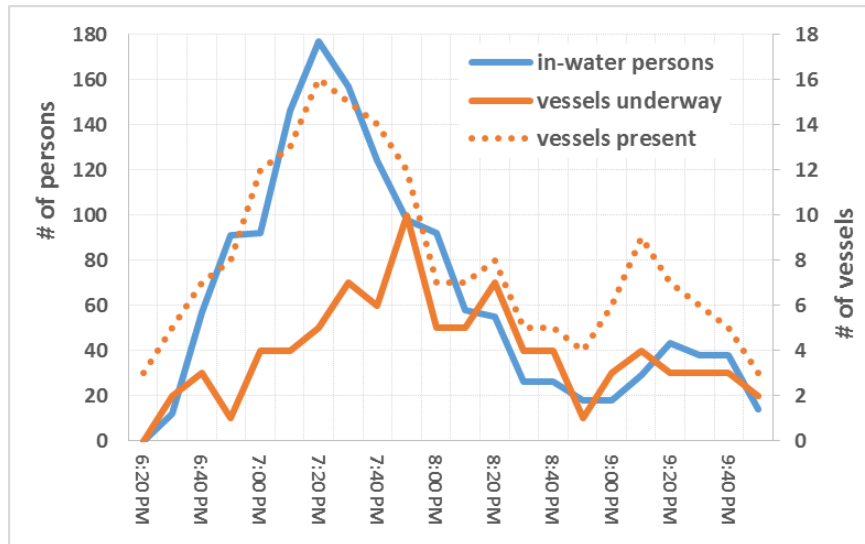 180
160
140
120
100
80
60
40
20
0
# of persons
in-water persons
vessels underway
vessels present
18
16
14
12
10
8
6
4
2
0
# of vessels
6:20 PM
6:40 PM
7:00 PM
7:20 PM
7:40 PM
8:00 PM
8:20 PM
8:40 PM
9:00 PM
9:20 PM
9:40 PM